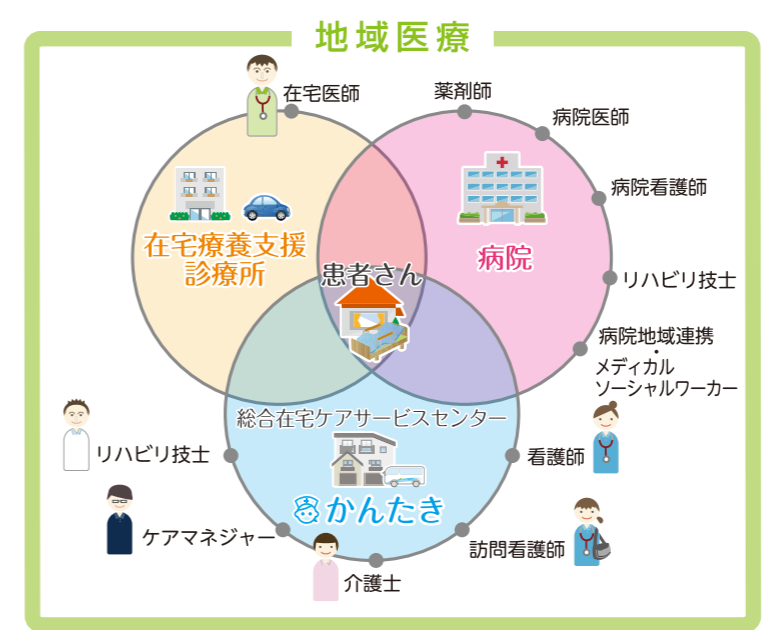 地域医療
在宅医師
薬剤師
病院医師
病院看護師
在宅療養支援
診療所
病院
患者さん
リハビリ技士
病院地域連携
・
メディカル
ソーシャルワーカー
総合在宅ケアサービスセンター
かんたき
リハビリ技士
看護師
ケアマネジャー
訪問看護師
介護士